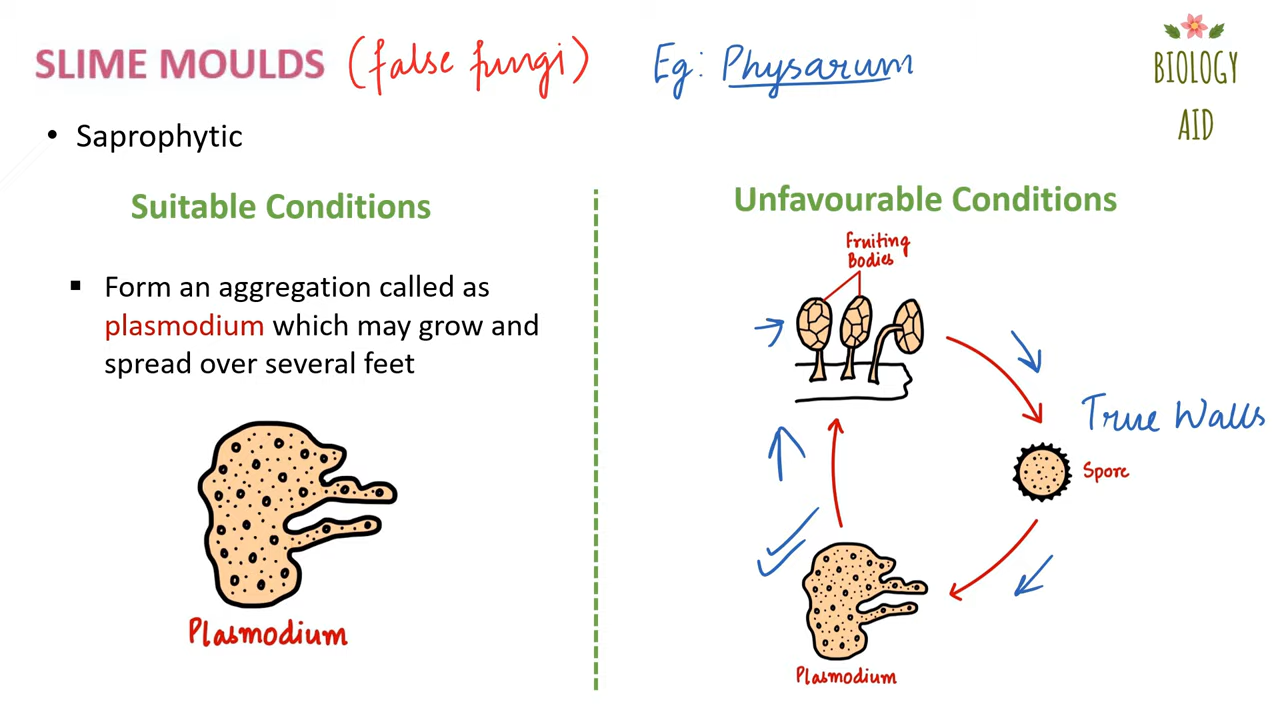 SLIME MOULDS (false fungi) Eg: Physarum
BIOLOGY
AID
• Saprophytic
Suitable Conditions
▪ Form an aggregation called as
plasmodium which may grow and
spread over several feet
Plasmodium
Unfavourable Conditions
Fruiting
Bodies
True Walls
Spore
Plasmodium